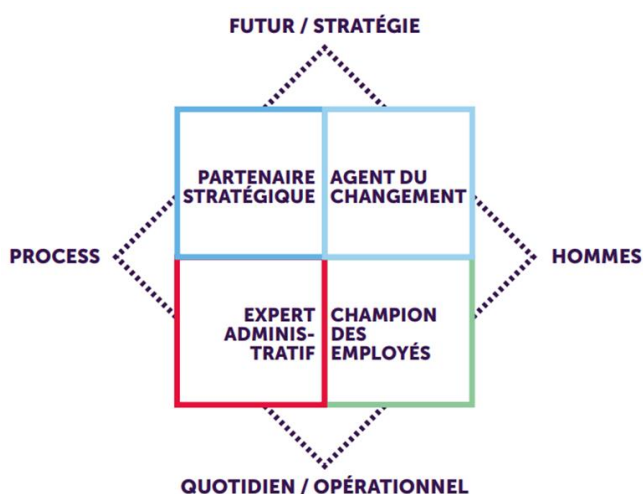 FUTUR / STRATÉGIE
PARTENAIRE
STRATÉGIQUE
AGENT DU
CHANGEMENT
PROCESS
HOMMES
EXPERT
ADMINIS-
TRATIF
CHAMPION
DES
EMPLOYÉS
QUOTIDIEN / OPÉRATIONNEL